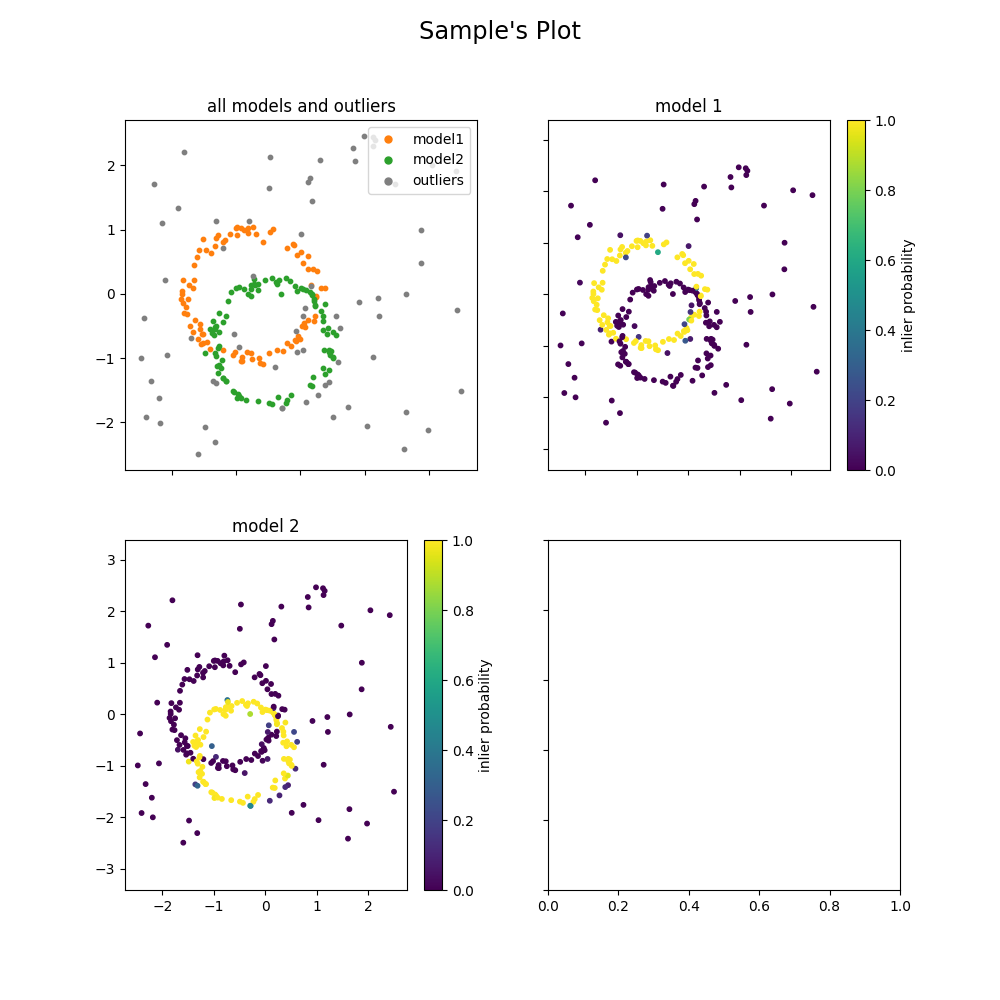 Sample's Plot
all models and outliers
model1
model2
outliers
2
1
0
−1
−2
model 1
1.0
0.8
0.6
0.4
0.2
0.0
inlier probability
model 2
3
2
1
0
−1
−2
−3
−2 −1 0 1 2
1.0
0.8
0.6
0.4
0.2
0.0
inlier probability
0.0 0.2 0.4 0.6 0.8 1.0